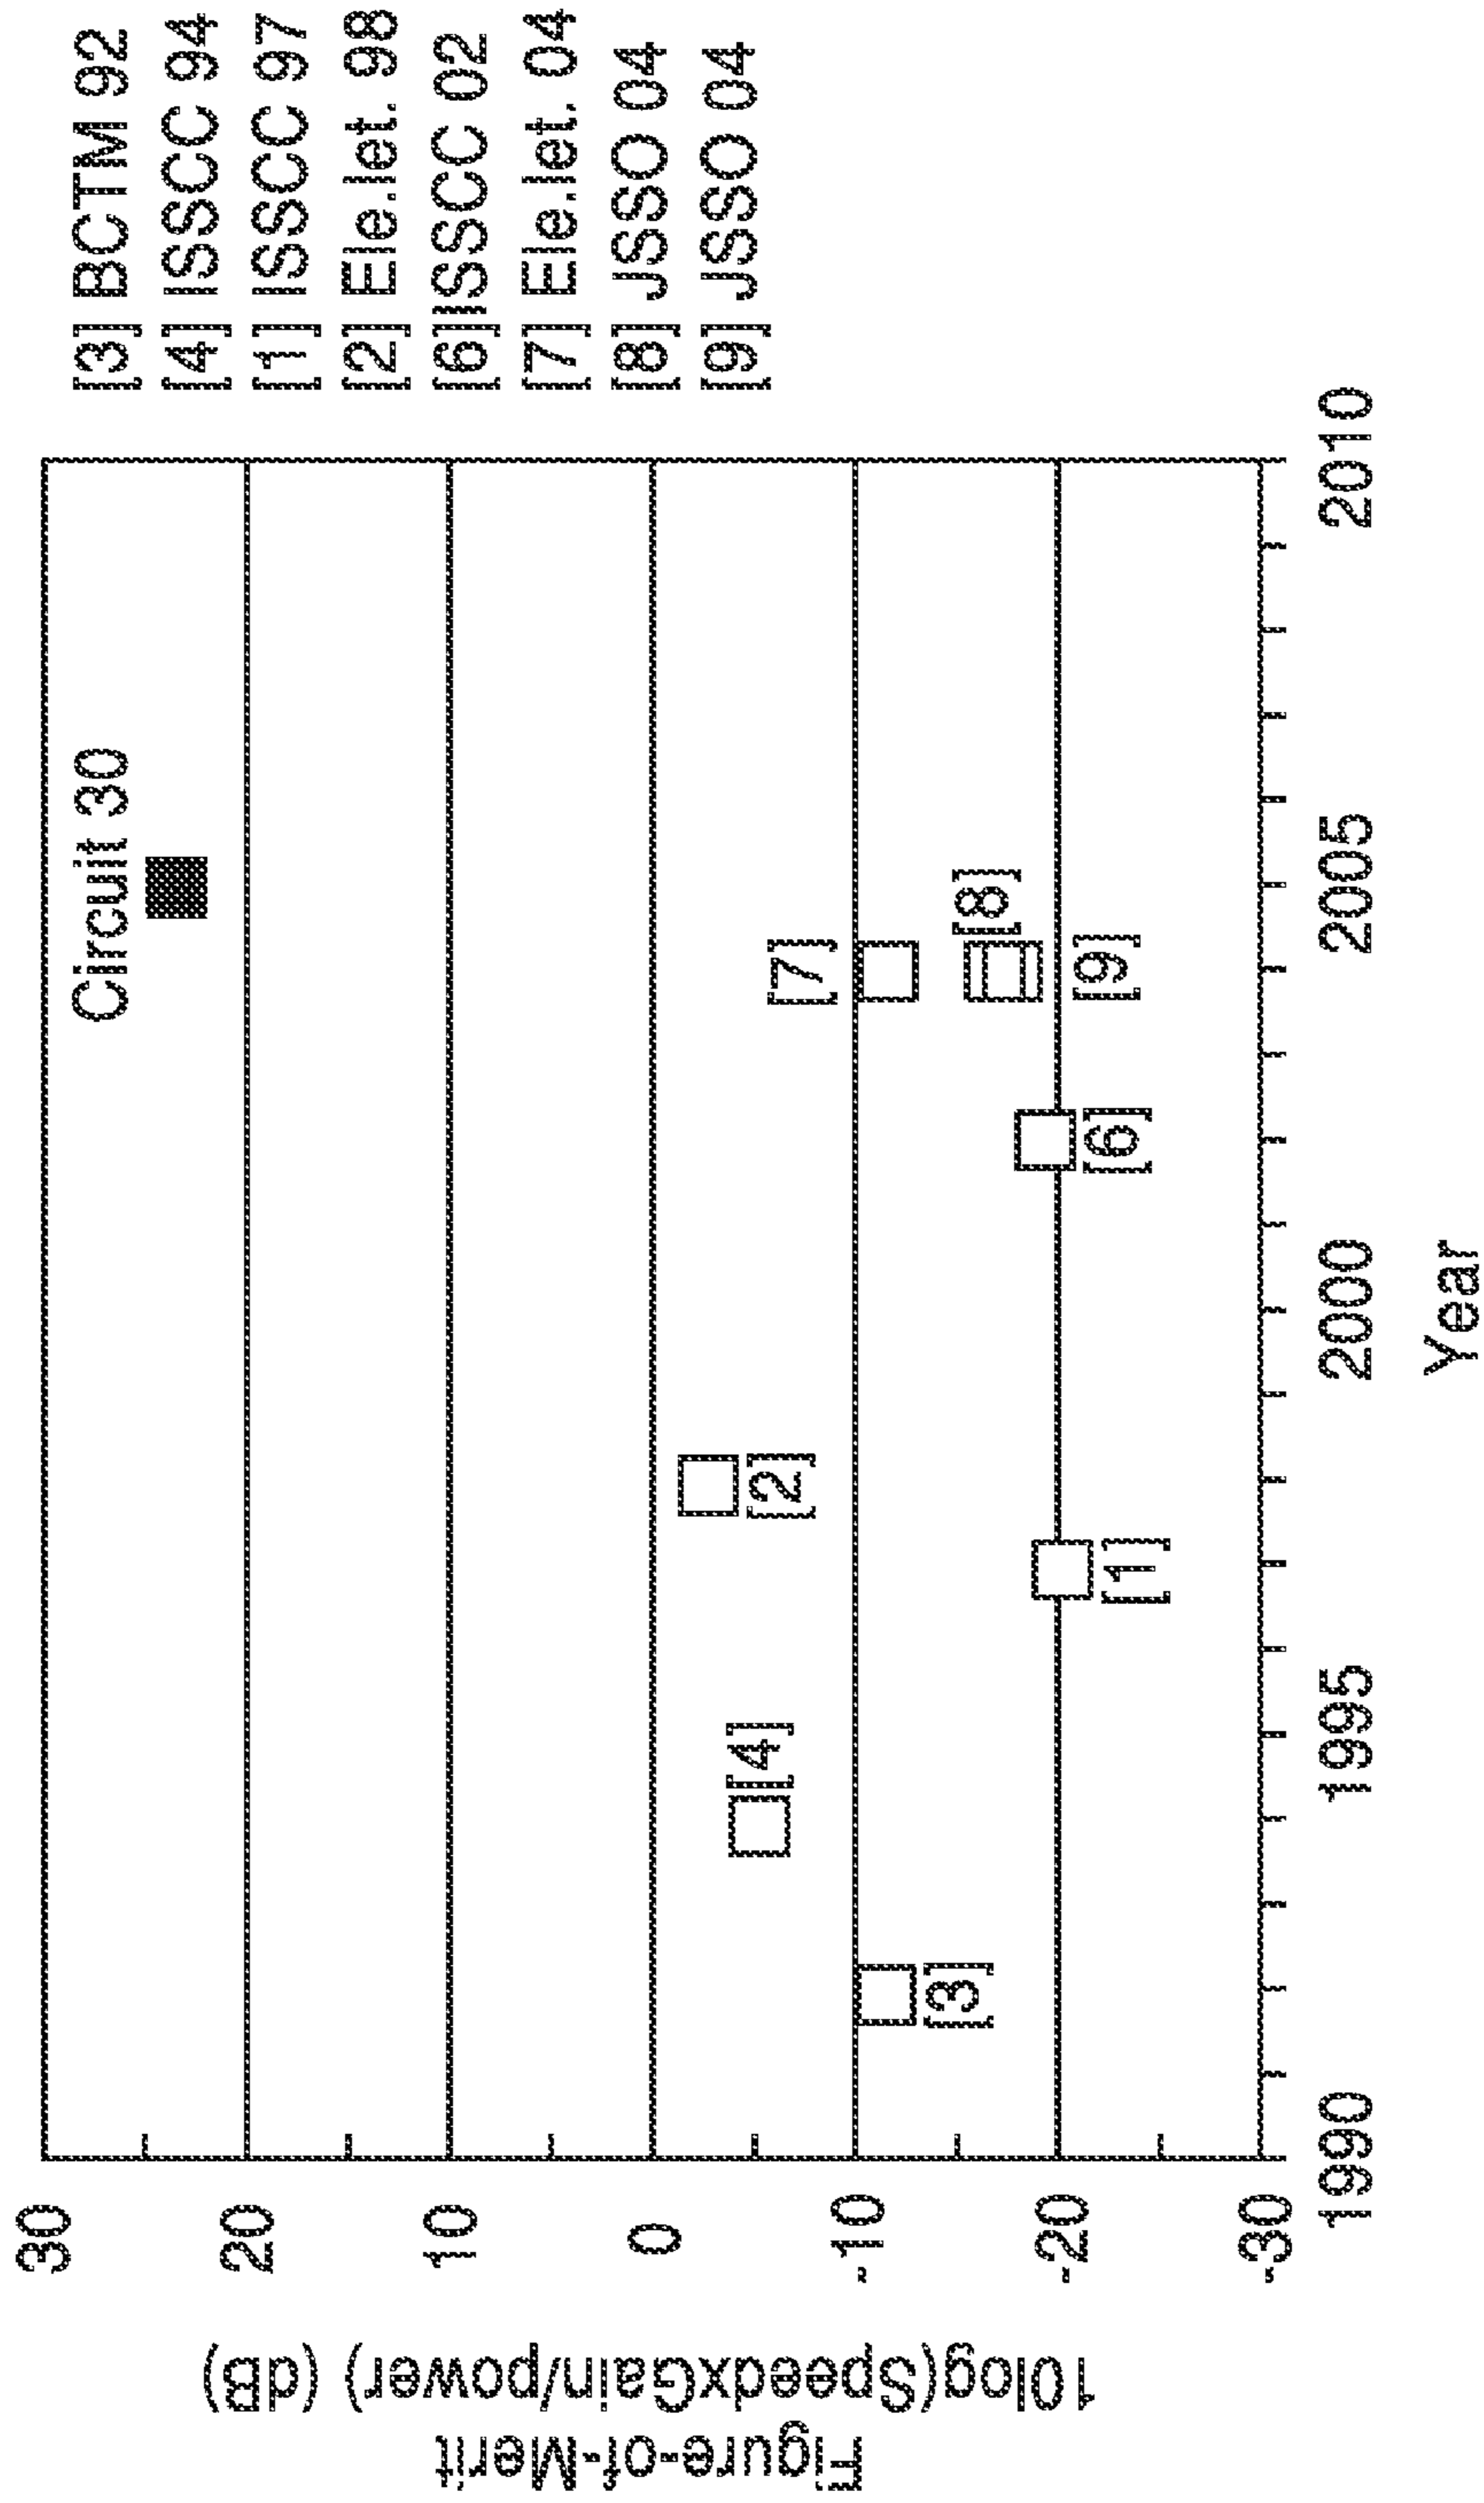 Figure-of-Merit
10log(SpeedxGain/power) (dB)
30
20
10
0
-10
-20
-30
1990
1995
2000
2005
2010
Year
Circuit 30
[3]
[4]
[1]
[2]
[6]
[7]
[8]
[9]
[3] BCTM 92
[4] ISSCC 94
[1] ISSCC 97
[2] Ele.let. 98
[6]ISSCC 02
[7] Ele.let. 04
[8] JSSO 04
[9] JSSO 04